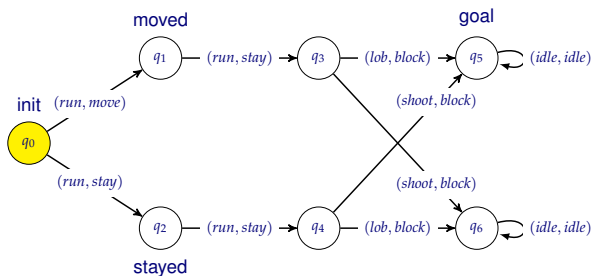 moved
goal
q1 (run, stay) q3 (lob, block) q5 (idle, idle)
init
(run, move)
(shoot, block)
q0
(run, stay)
(shoot, block)
q2 (run, stay) q4 (lob, block) q6 (idle, idle)
stayed